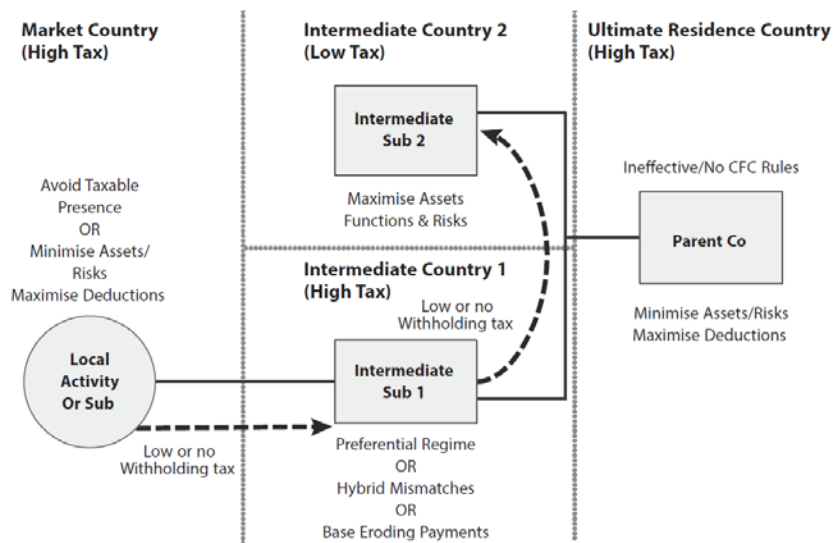 Market Country
(High Tax)
Avoid Taxable
Presence
OR
Minimise Assets/
Risks
Maximise Deductions
Local
Activity
Or Sub
Low or no
Withholding tax
Intermediate Country 2
(Low Tax)
Intermediate
Sub 2
Maximise Assets
Functions & Risks
Intermediate Country 1
(High Tax)
Low or no
Withholding tax
Intermediate
Sub 1
Preferential Regime
OR
Hybrid Mismatches
OR
Base Eroding Payments
Ultimate Residence Country
(High Tax)
Ineffective/No CFC Rules
Parent Co
Minimise Assets/Risks
Maximise Deductions